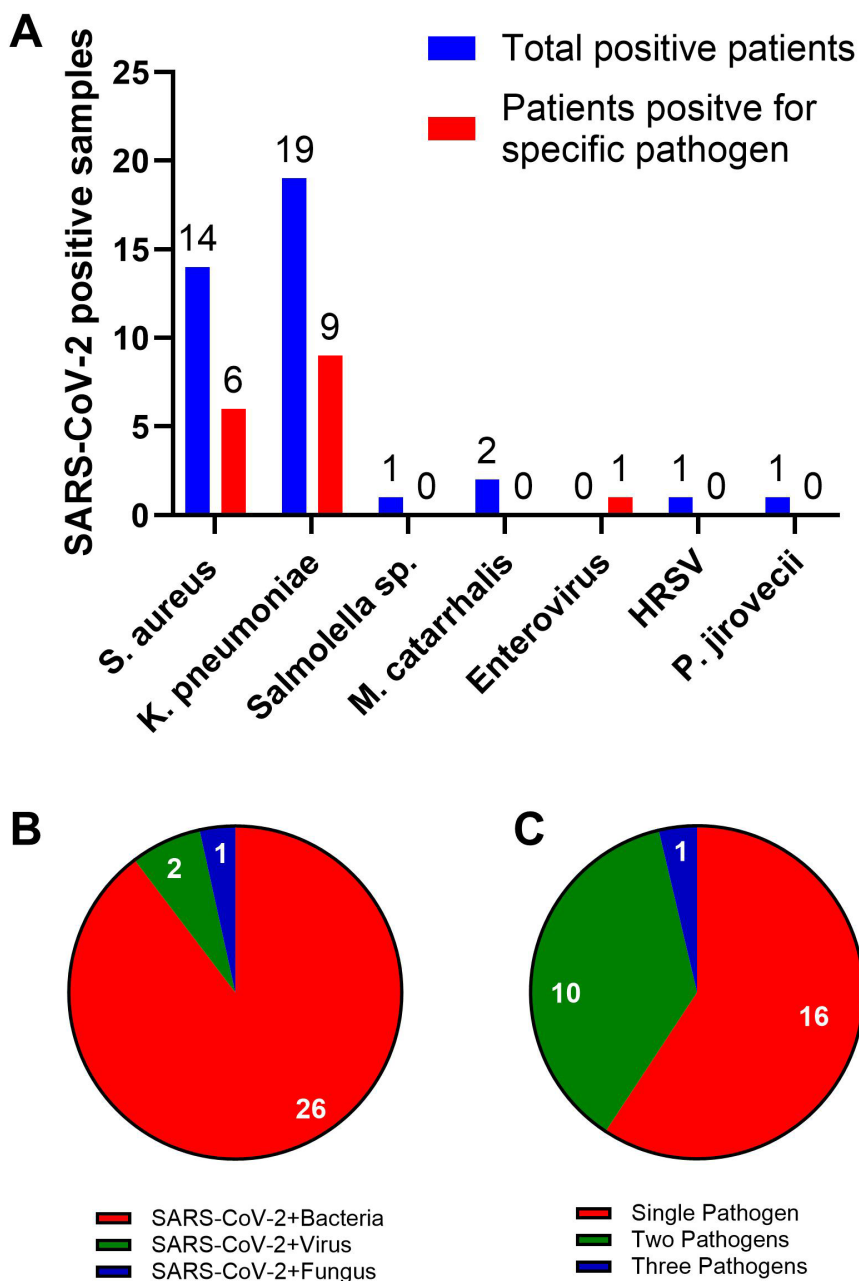 A
Total positive patients
Patients positve for
specific pathogen
SARS-CoV-2 positive samples
25
20
15
10
5
0
14
6
19
9
1
0
2
0
0
1
1
0
1
0
S. aureus
K. pneumoniae
Salmolella sp.
M. catarrhalis
Enterovirus
HRSV
P. jirovecii
B
2
1
26
SARS-CoV-2+Bacteria
SARS-CoV-2+Virus
SARS-CoV-2+Fungus
C
1
10
16
Single Pathogen
Two Pathogens
Three Pathogens